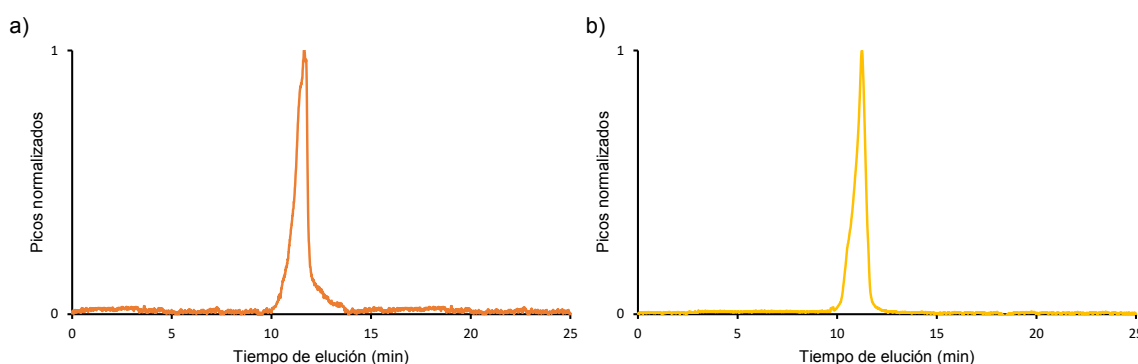 a)
1
Picos normalizados
0
0 5 10 15 20 25
Tiempo de elución (min)
b)
1
Picos normalizados
0
0 5 10 15 20 25
Tiempo de elución (min)